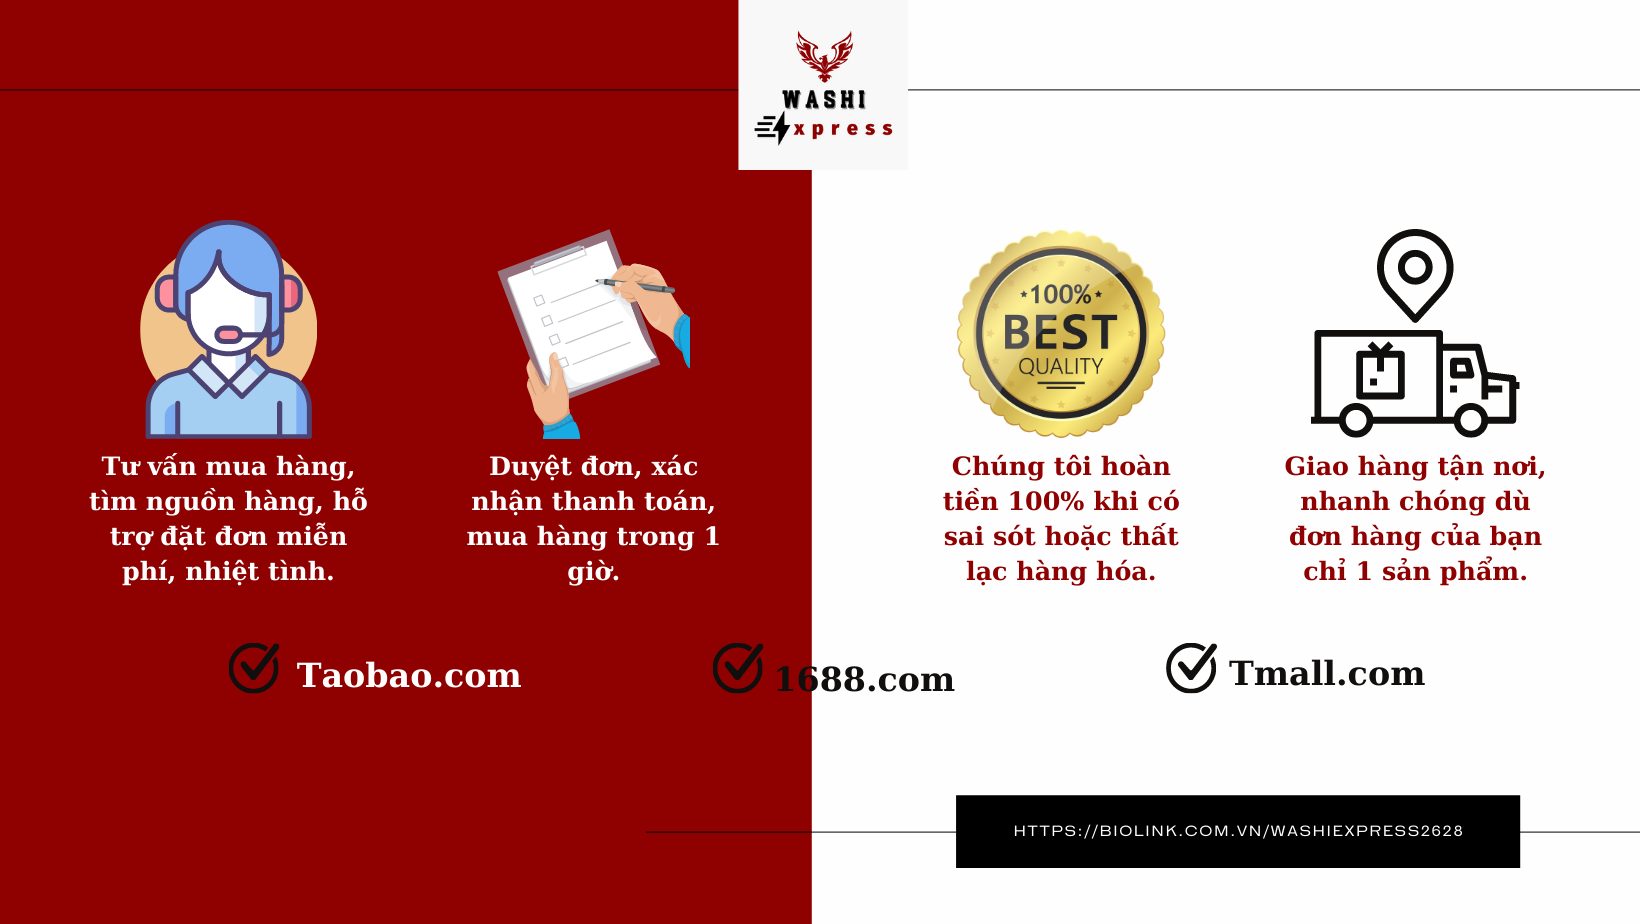 WASHI
xpress
100%
BEST
QUALITY
Tư vấn mua hàng,
tìm nguồn hàng, hỗ
trợ đặt đơn miễn
phí, nhiệt tình.
Duyệt đơn, xác
nhận thanh toán,
mua hàng trong 1
giờ.
Chúng tôi hoàn
tiền 100% khi có
sai sót hoặc thất
lạc hàng hóa.
Giao hàng tận nơi,
nhanh chóng dù
đơn hàng của bạn
chỉ 1 sản phẩm.
Taobao.com
1688.com
Tmall.com
HTTPS://BIOLINK.COM.VN/WASHIEXPRESS2628